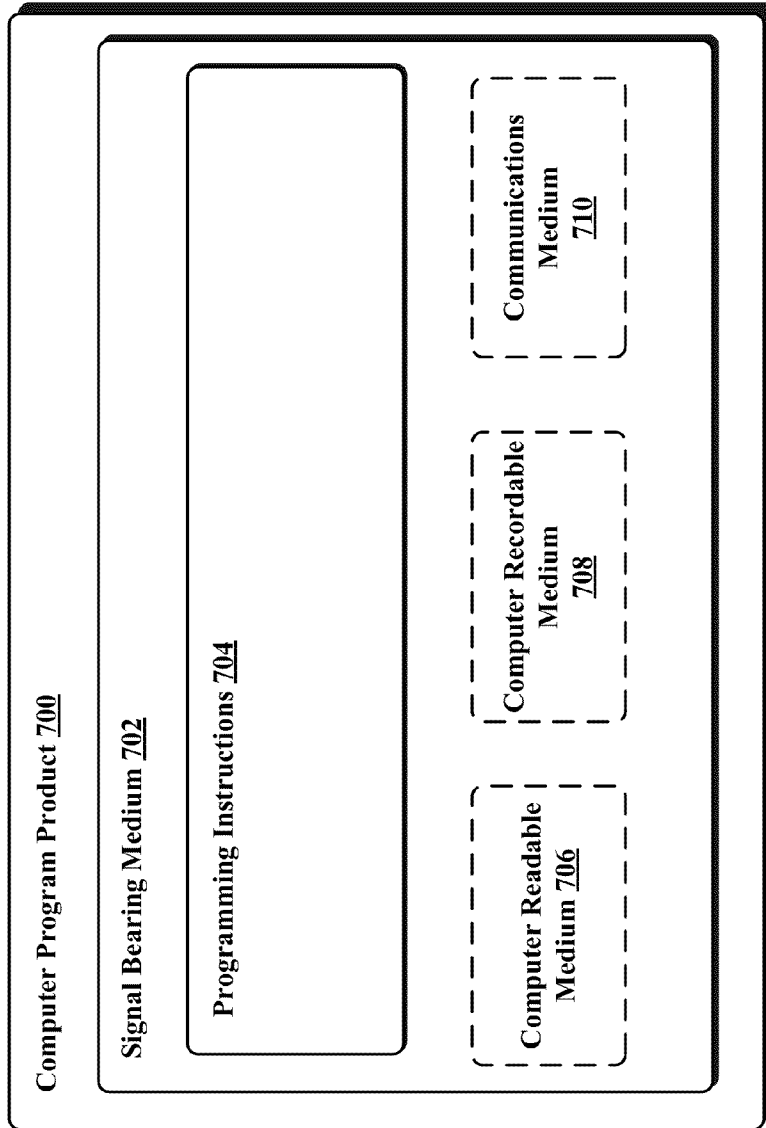 Computer Program Product 700
Signal Bearing Medium 702
Programming Instructions 704
Computer Readable
Medium 706
Computer Recordable
Medium
708
Communications
Medium
710